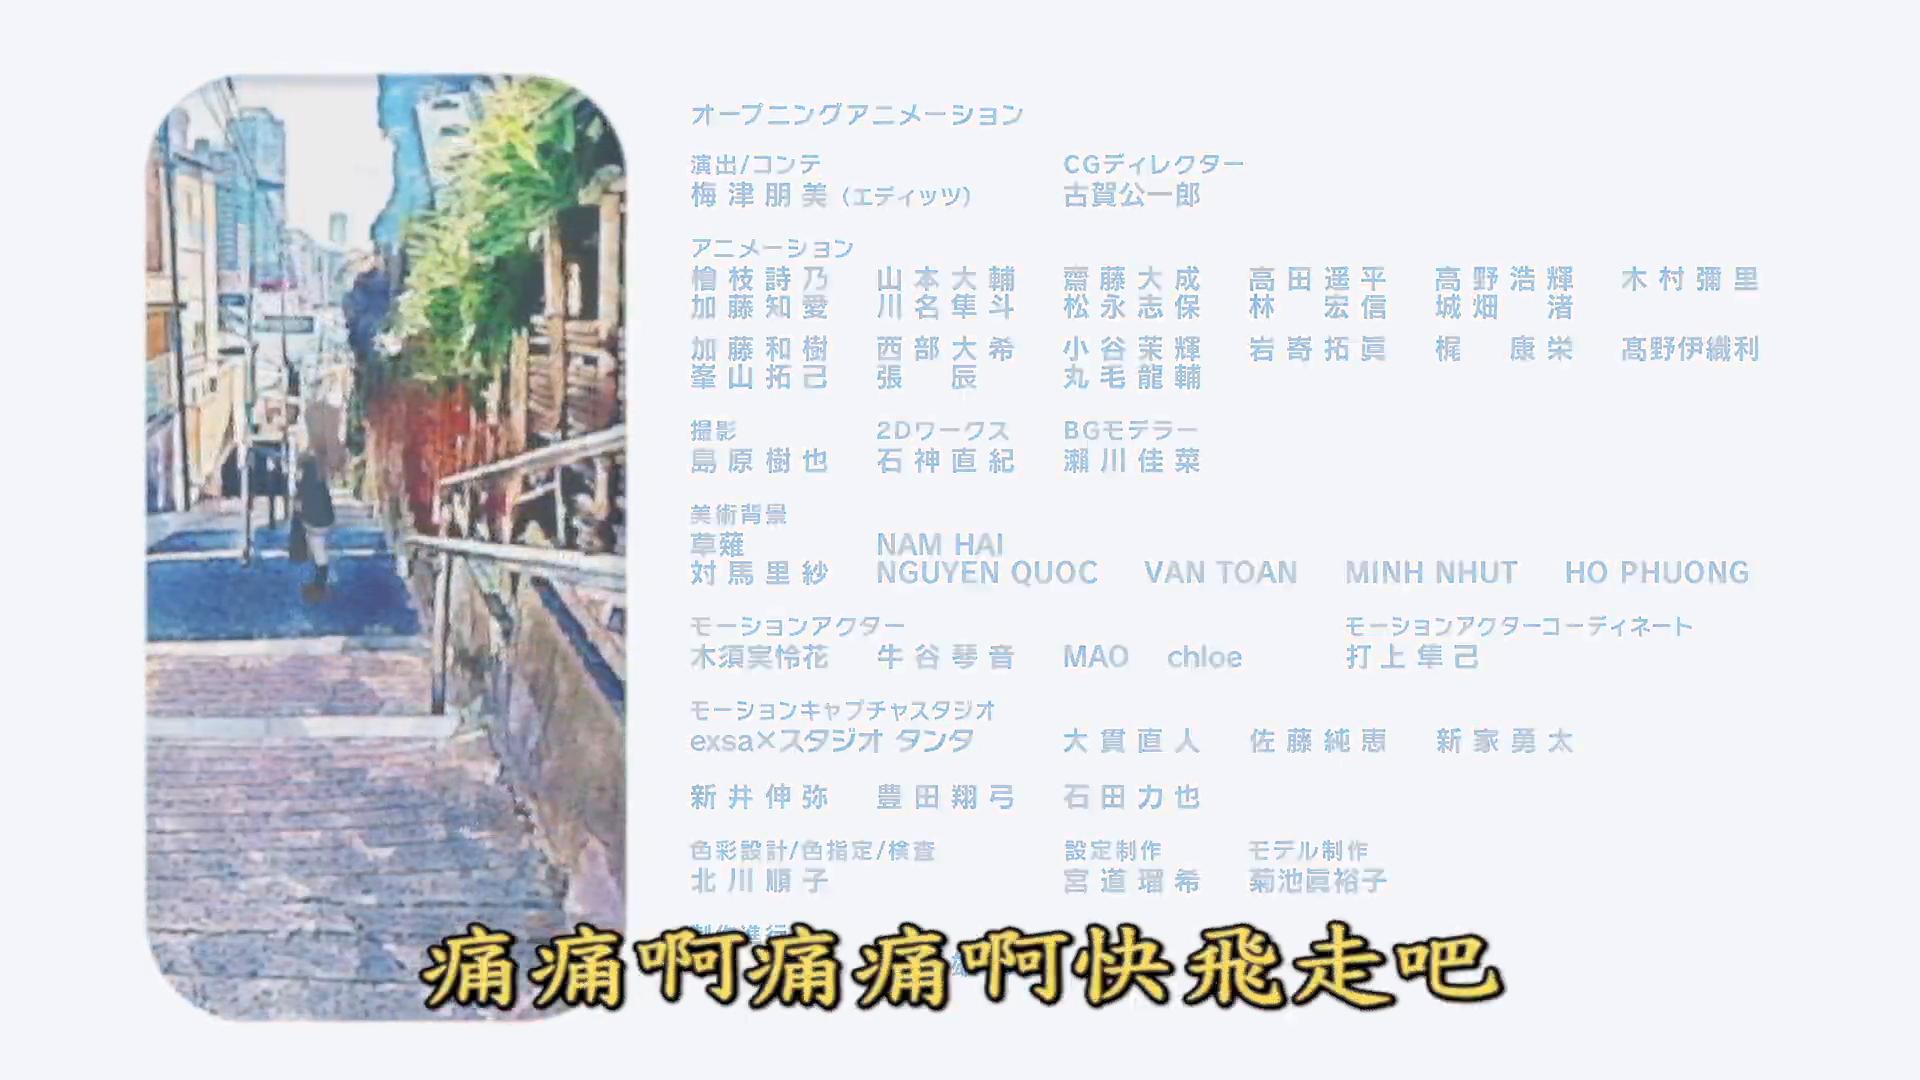 オープニングアニメーション
演出/コンテ CGディレクター
梅津朋美（エディッツ） 古賀公一郎
アニメーション
檜枝詩乃 山本大輔 齋藤大成 高田遥平 高野浩輝 木村彌里
加藤知愛 川名隼斗 松永志保 林 宏信 城畑 渚
加藤和樹 西部大希 小谷茉輝 岩嵜拓眞 梶 康栄 髙野伊織利
峯山拓己 張 辰 丸毛龍輔
撮影 2Dワークス BGモデラー
島原樹也 石神直紀 瀬川佳菜
美術背景
草薙 NAM HAI
対馬里紗 NGUYEN QUOC VAN TOAN MINH NHUT HO PHUONG
モーションアクター モーションアクターコーディネート
木須実怜花 牛谷琴音 MAO chloe 打上隼己
モーションキャプチャスタジオ
exsa×スタジオ タンタ 大貫直人 佐藤純恵 新家勇太
新井伸弥 豊田翔弓 石田力也
色彩設計/色指定/検査 設定制作 モデル制作
北川順子 宮道瑠希 菊池眞裕子
制作進行
痛痛啊痛痛啊快飛走吧